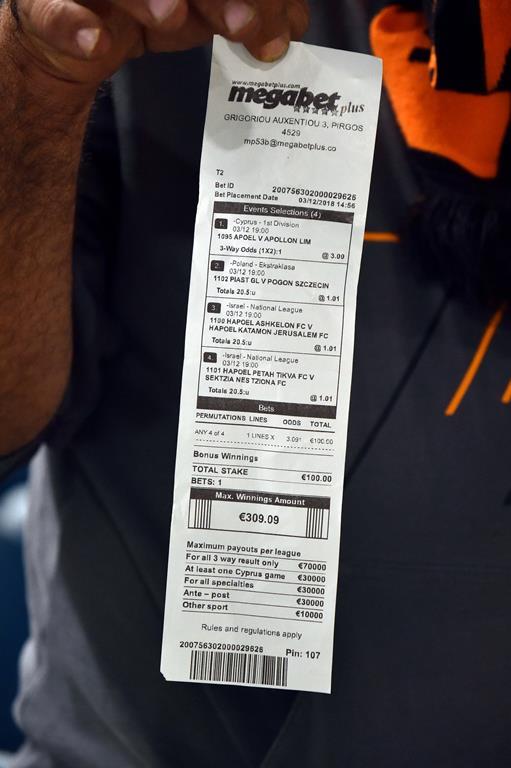 www.megabetplus.com
megabet plus
GRIGORIOU AUXENTIOU 3, PIRGOS
4529
mp53b@megabetplus.co
T2
Bet ID 200756302000029626
Bet Placement Date 03/12/2018 14:56
Events Selections (4)
1. -Cyprus - 1st Division
03/12 19:00
1095 APOEL V APOLLON LIM
3-Way Odds (1X2):1 @ 3.00
2. -Poland - Ekstraklasa
03/12 19:00
1102 PIAST GL V POGON SZCZECIN
Totals 20.5:u @ 1.01
3. -Israel - National League
03/12 19:00
1100 HAPOEL ASHKELON FC V
HAPOEL KATAMON JERUSALEM FC
Totals 20.5:u @ 1.01
4. -Israel - National League
03/12 19:00
1101 HAPOEL PETAH TIKVA FC V
SEKTZIA NES TZIONA FC
Totals 20.5:u @ 1.01
Bets
PERMUTATIONS LINES ODDS TOTAL
ANY 4 of 4 1 LINES X 3.091 €100.00
Bonus Winnings
TOTAL STAKE €100.00
BETS: 1
Max. Winnings Amount
€309.09
Maximum payouts per league
For all 3 way result only €70000
At least one Cyprus game €30000
For all specialties €30000
Ante - post €30000
Other sport €10000
Rules and regulations apply
200756302000029626 Pin: 107